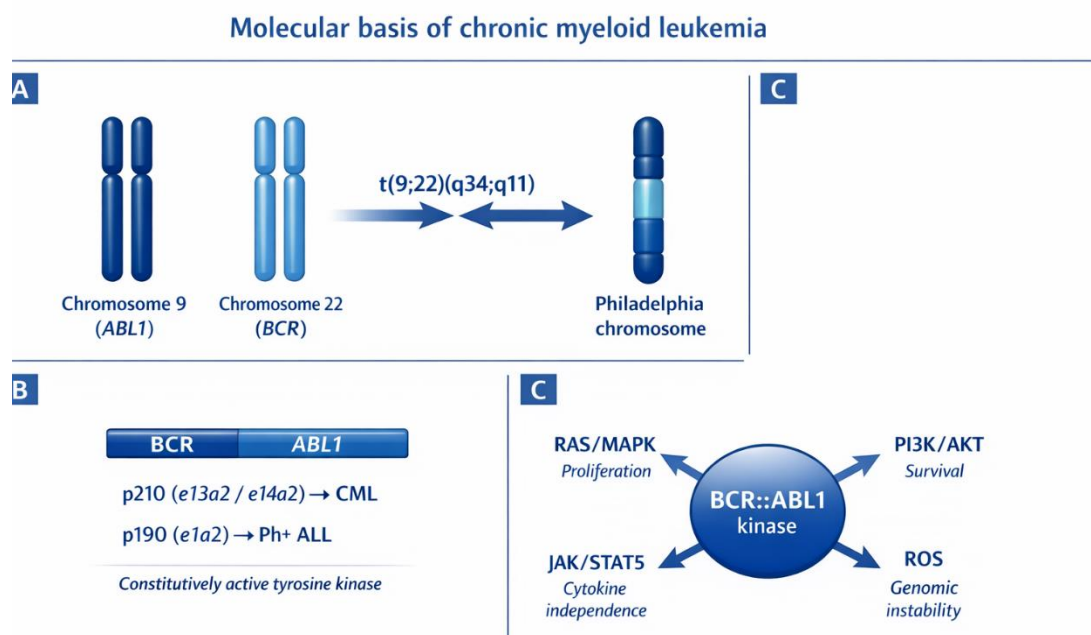 Molecular basis of chronic myeloid leukemia
A
C
t(9;22)(q34;q11)
Chromosome 9
(ABL1)
Chromosome 22
(BCR)
Philadelphia
chromosome
B
BCR ABL1
p210 (e13a2 / e14a2) → CML
p190 (e1a2) → Ph+ ALL
Constitutively active tyrosine kinase
C
RAS/MAPK
Proliferation
PI3K/AKT
Survival
BCR::ABL1
kinase
JAK/STAT5
Cytokine
independence
ROS
Genomic
instability